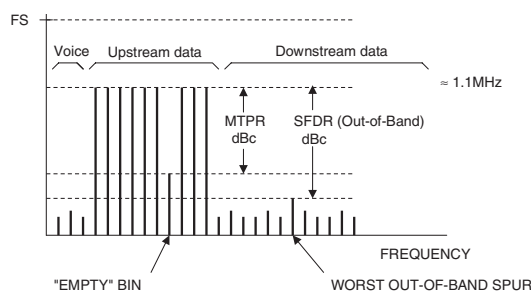 FS
Voice Upstream data Downstream data
≈ 1.1MHz
MTPR SFDR (Out-of-Band)
dBc dBc
FREQUENCY
"EMPTY" BIN WORST OUT-OF-BAND SPUR